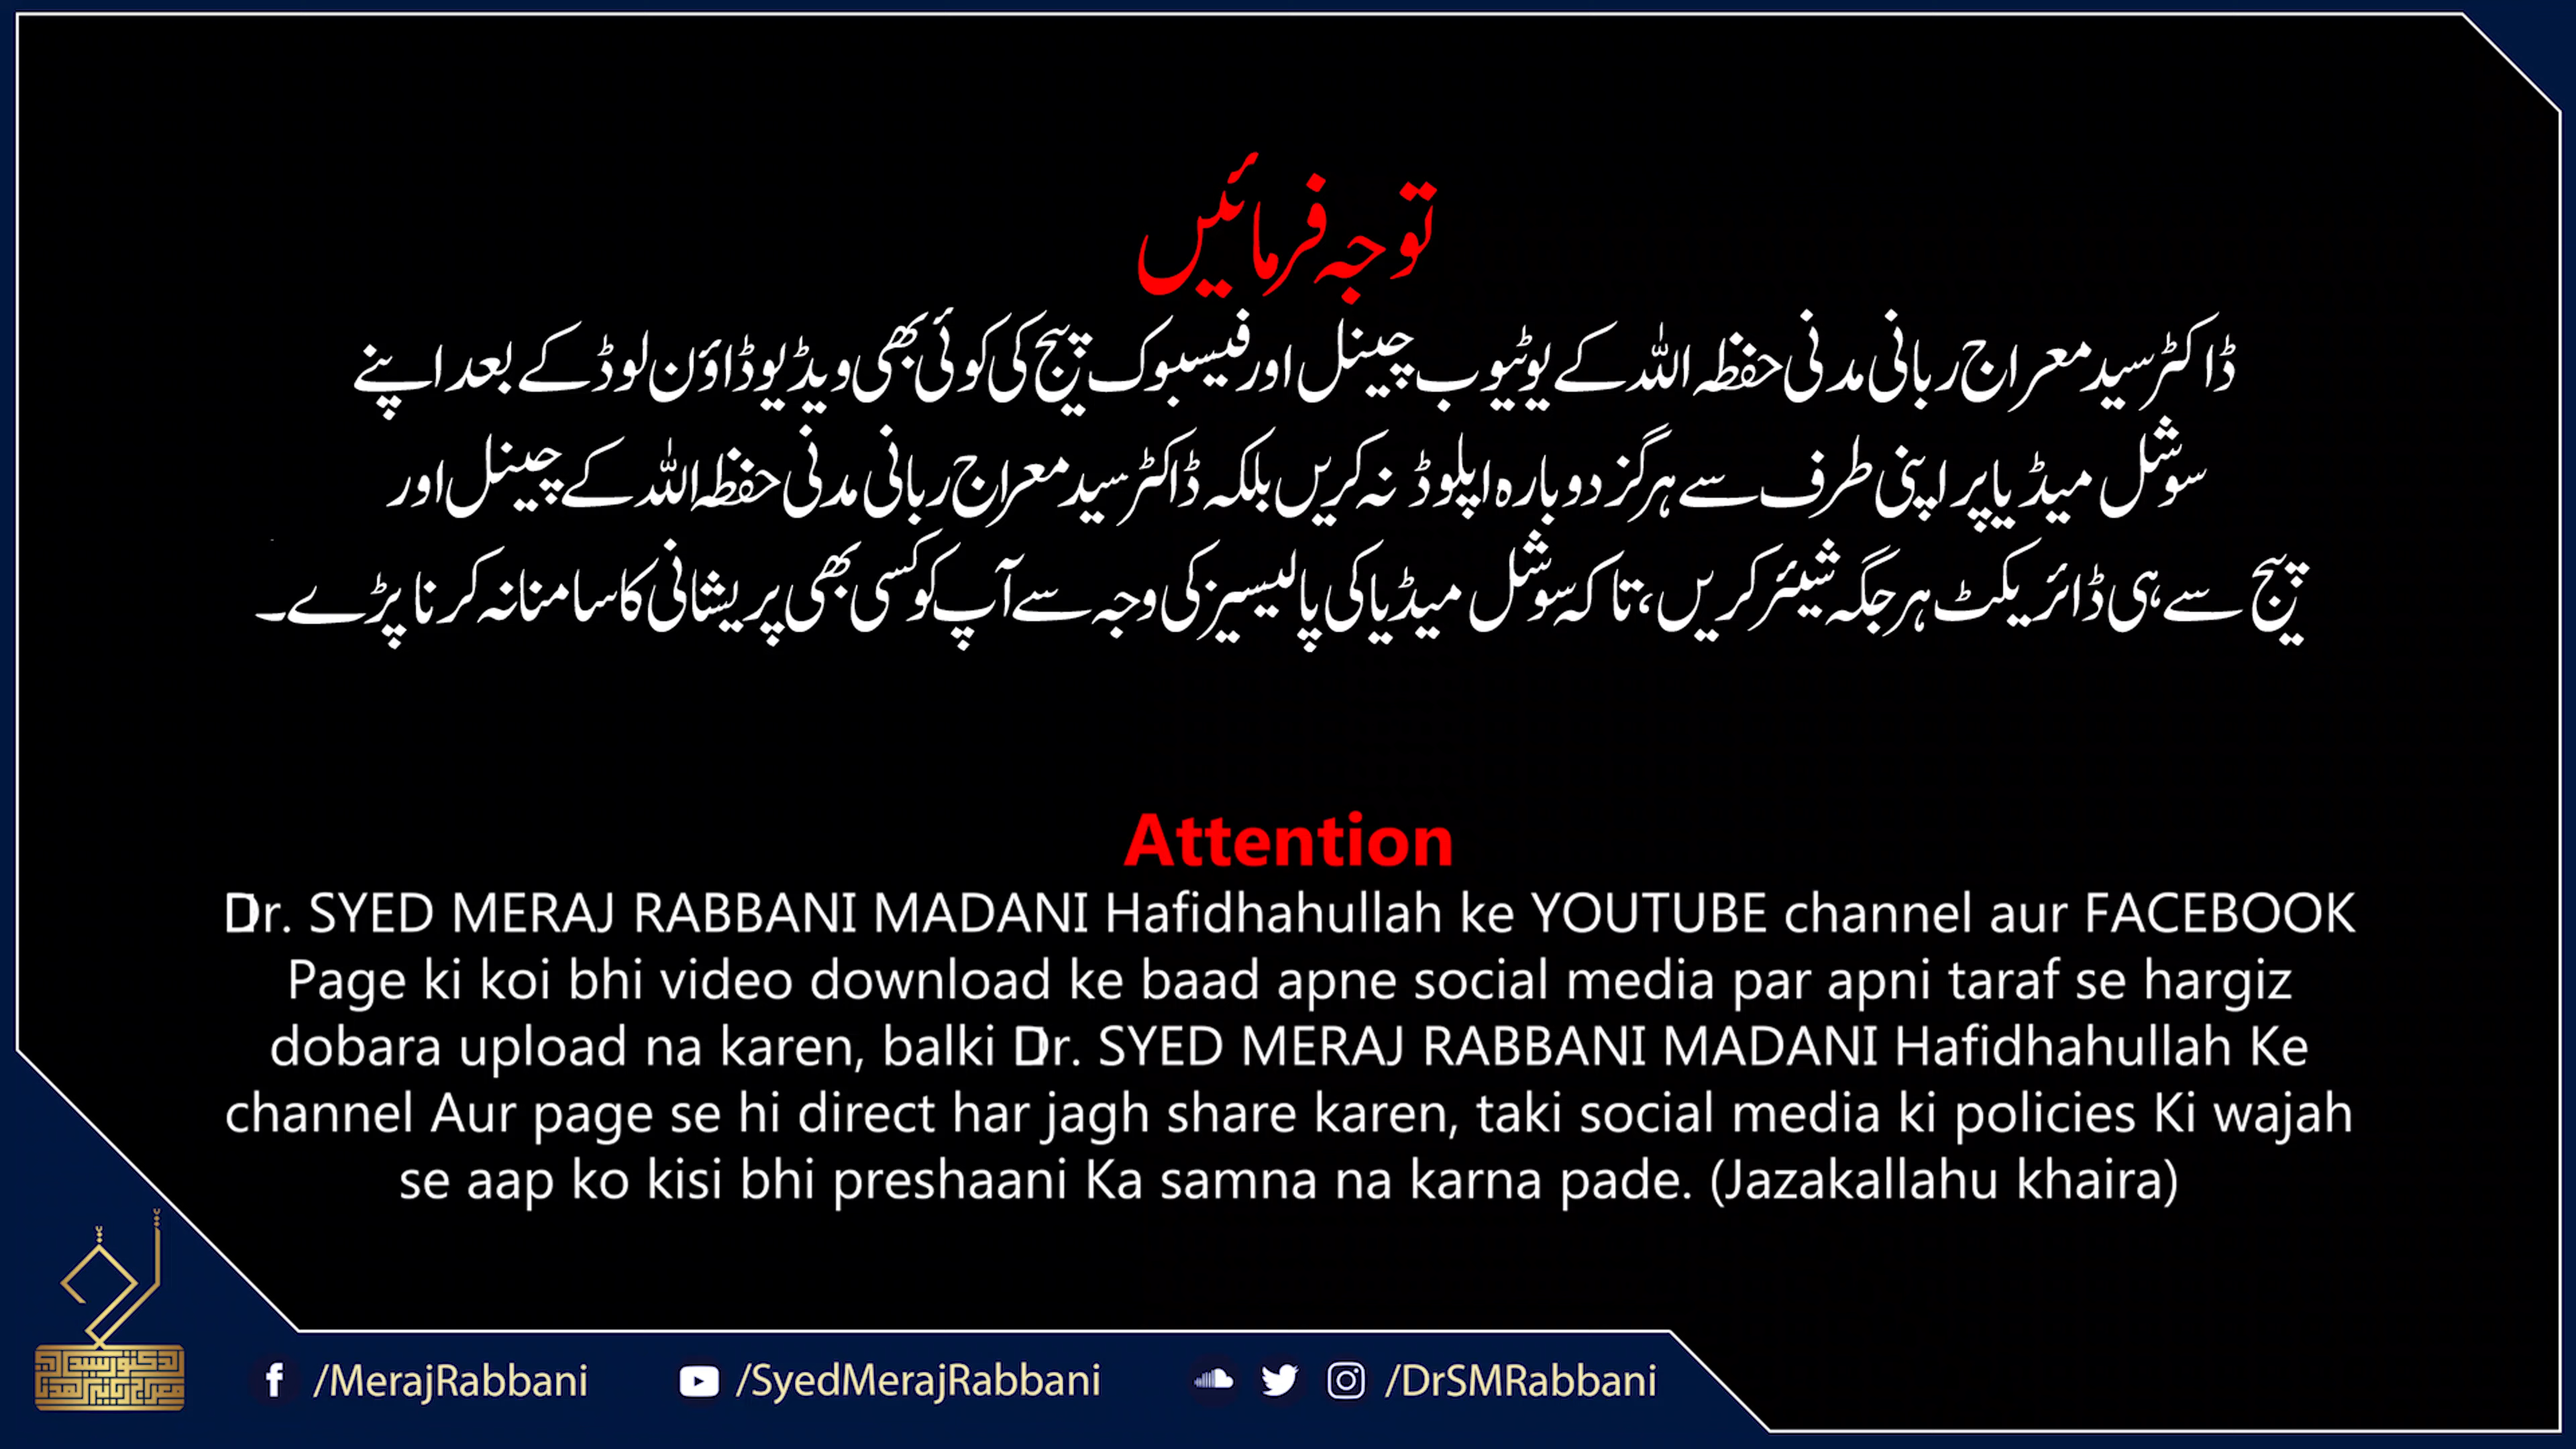 توجہ فرمائیں
ڈاکٹر سید معراج ربانی مدنی حفظہ اللہ کے یوٹیوب چینل اور فیسبوک پیج کی کوئی بھی ویڈیو ڈاؤن لوڈ کے بعد اپنے
سوشل میڈیا پر اپنی طرف سے ہرگز دوبارہ اپلوڈ نہ کریں بلکہ ڈاکٹر سید معراج ربانی مدنی حفظہ اللہ کے چینل اور
پیج سے ہی ڈائریکٹ ہر جگہ شیئر کریں، تاکہ سوشل میڈیا کی پالیسیز کی وجہ سے آپ کو کسی بھی پریشانی کا سامنا نہ کرنا پڑے۔
Attention
Dr. SYED MERAJ RABBANI MADANI Hafidhahullah ke YOUTUBE channel aur FACEBOOK
Page ki koi bhi video download ke baad apne social media par apni taraf se hargiz
dobara upload na karen, balki Dr. SYED MERAJ RABBANI MADANI Hafidhahullah Ke
channel Aur page se hi direct har jagh share karen, taki social media ki policies Ki wajah
se aap ko kisi bhi preshaani Ka samna na karna pade. (Jazakallahu khaira)
/MerajRabbani /SyedMerajRabbani /DrSMRabbani